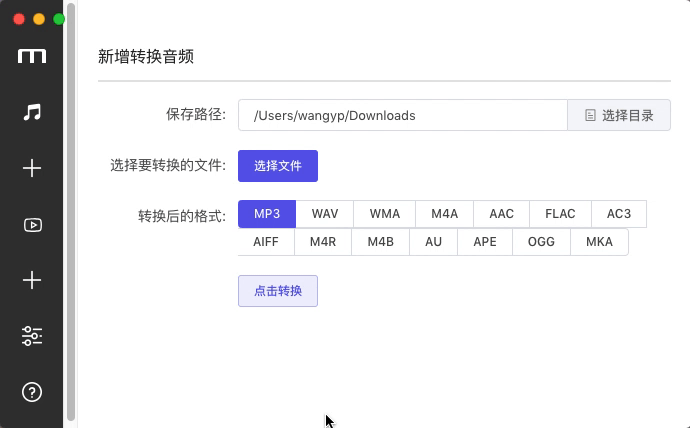 新增转换音频
保存路径: /Users/wangyp/Downloads 选择目录
选择要转换的文件: 选择文件
转换后的格式: MP3 WAV WMA M4A AAC FLAC AC3
AIFF M4R M4B AU APE OGG MKA
点击转换